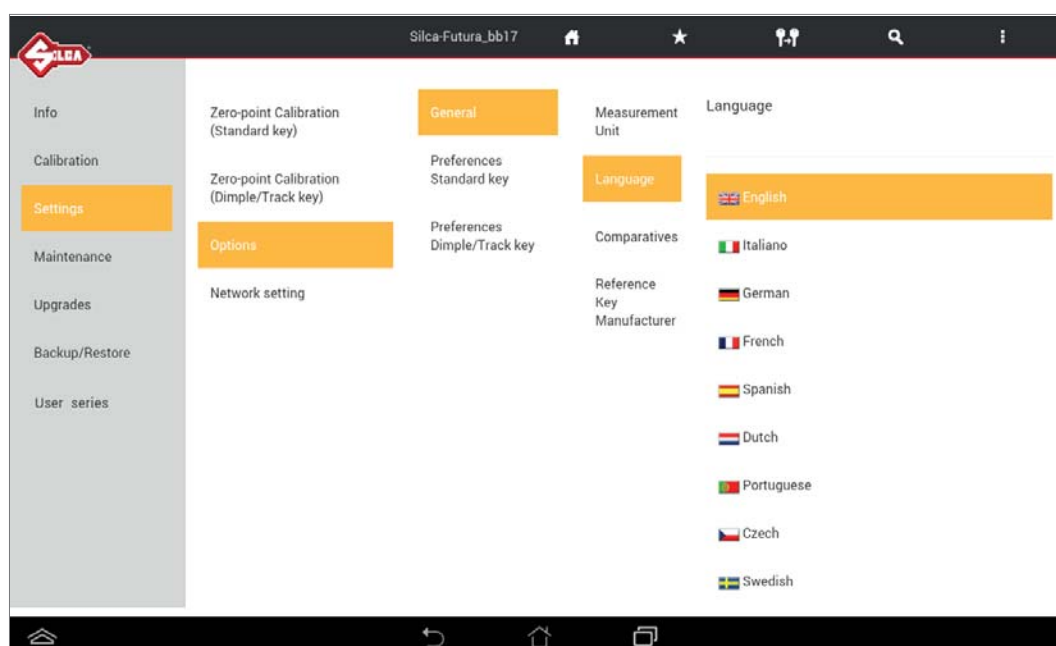 SILCA
Silca-Futura_bb17
Info
Calibration
Settings
Maintenance
Upgrades
Backup/Restore
User series
Zero-point Calibration
(Standard key)
Zero-point Calibration
(Dimple/Track key)
Options
Network setting
General
Preferences
Standard key
Preferences
Dimple/Track key
Measurement
Unit
Language
Comparatives
Reference
Key
Manufacturer
Language
English
Italiano
German
French
Spanish
Dutch
Portuguese
Czech
Swedish